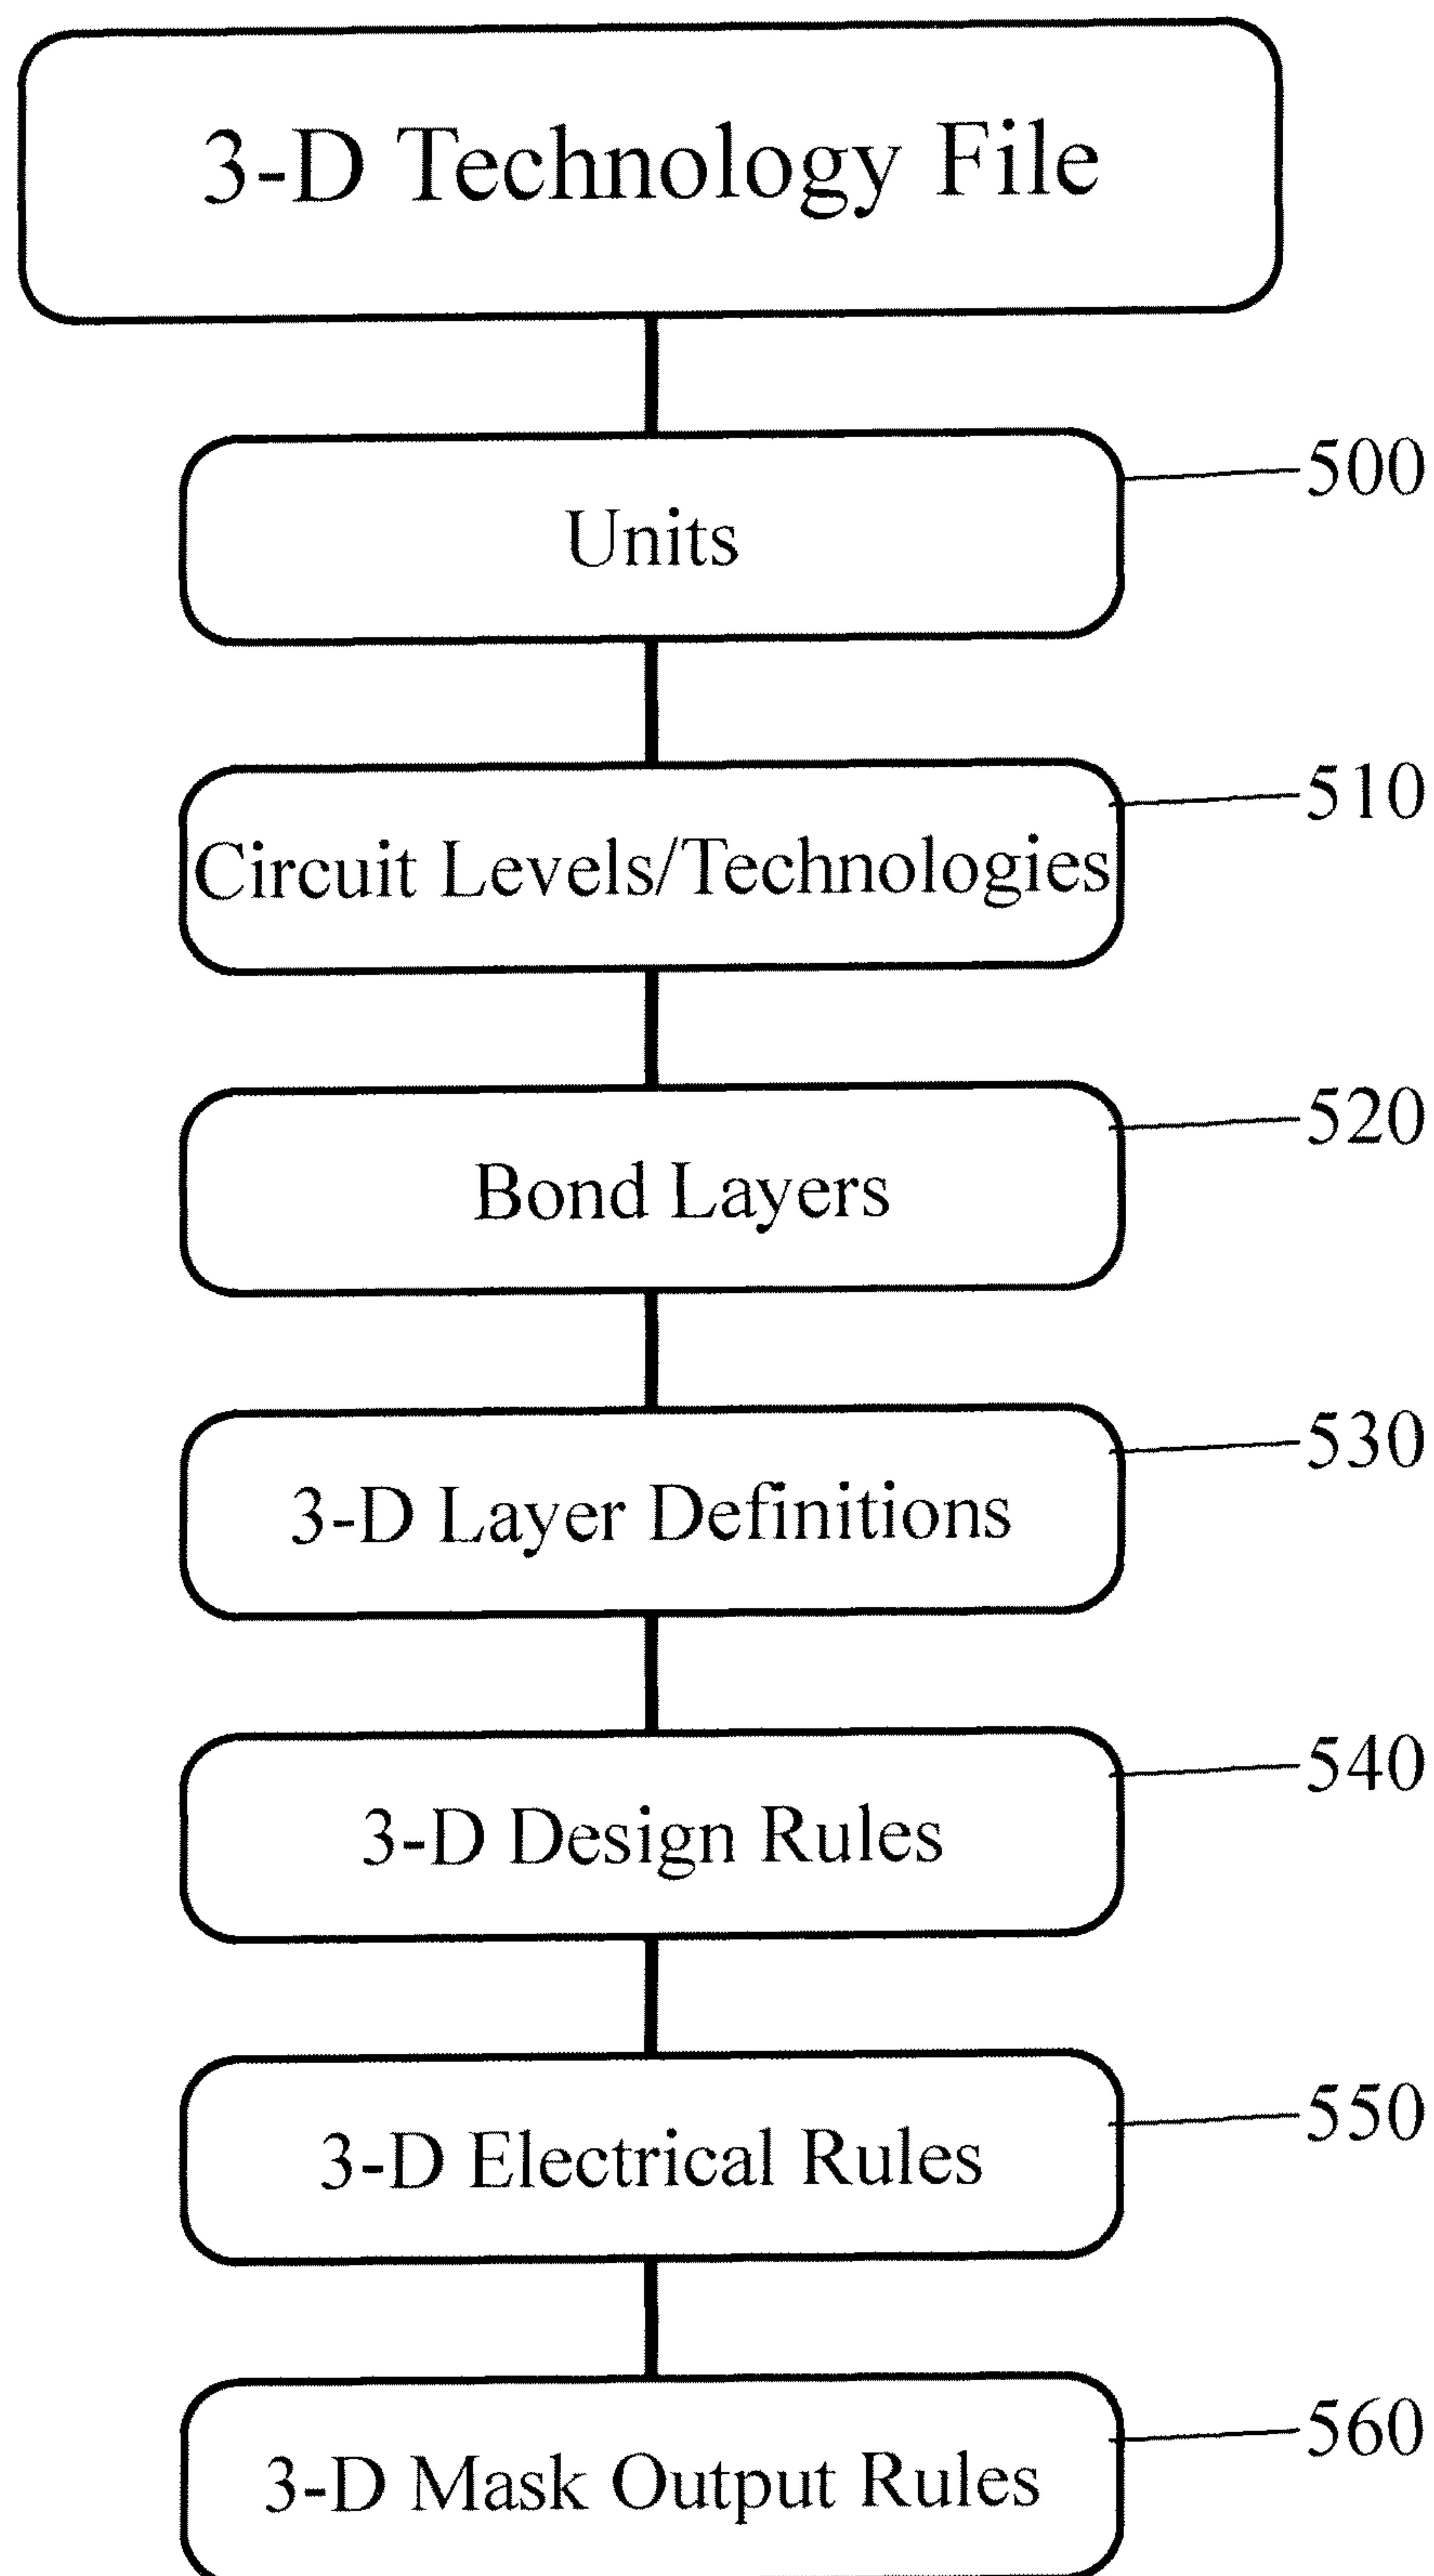 3-D Technology File
500
Units
510
Circuit Levels/Technologies
520
Bond Layers
530
3-D Layer Definitions
540
3-D Design Rules
550
3-D Electrical Rules
560
3-D Mask Output Rules